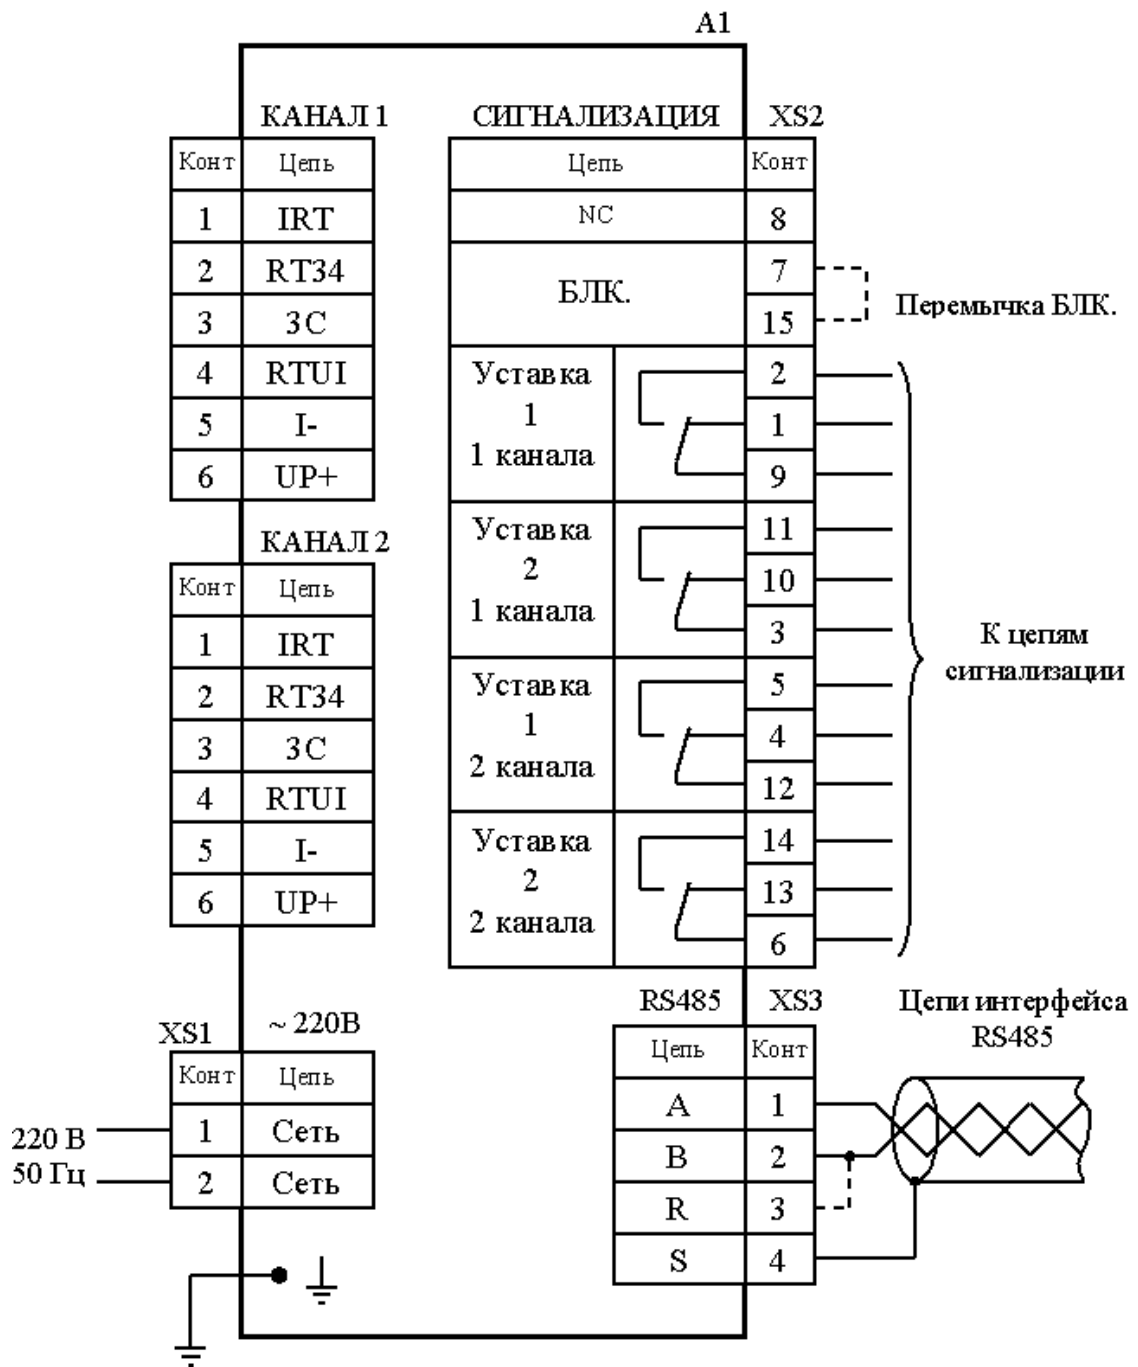 А1
КАНАЛ 1
Конт Цепь
1 IRT
2 RT34
3 3C
4 RTUI
5 I-
6 UP+
КАНАЛ 2
Конт Цепь
1 IRT
2 RT34
3 3C
4 RTUI
5 I-
6 UP+
XS1 ~ 220В
Конт Цепь
1 Сеть
2 Сеть
220 В
50 Гц
СИГНАЛИЗАЦИЯ XS2
Цепь Конт
NC 8
БЛК. 7
15
Перемычка БЛК.
Уставка
1
1 канала
2
1
9
Уставка
2
1 канала
11
10
3
Уставка
1
2 канала
5
4
12
Уставка
2
2 канала
14
13
6
К цепям
сигнализации
RS485 XS3
Цепь Конт
A 1
B 2
R 3
S 4
Цепи интерфейса
RS485